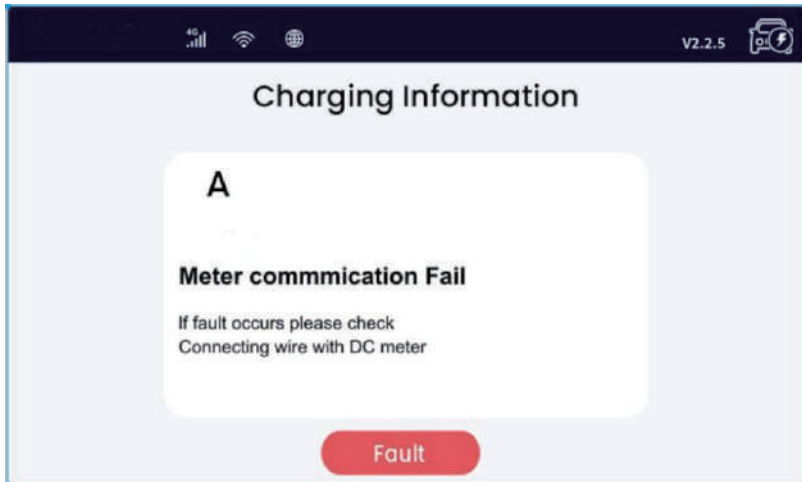 4G
V2.2.5
Charging Information
A
Meter commmication Fail
If fault occurs please check
Connecting wire with DC meter
Fault